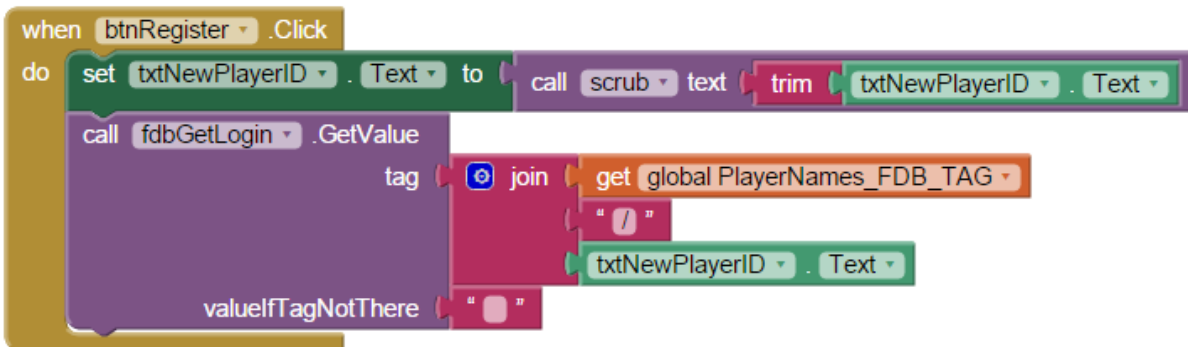 when btnRegister .Click
do set txtNewPlayerID . Text to call scrub text trim txtNewPlayerID . Text
call fdbGetLogin .GetValue
tag join get global PlayerNames_FDB_TAG
“ / ”
txtNewPlayerID . Text
valueIfTagNotThere “ ”